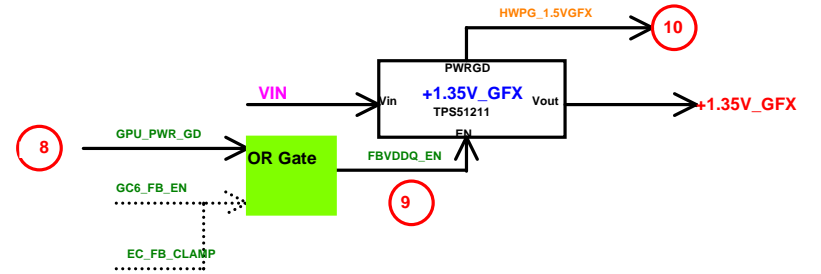 HWPG_1.5VGFX
10
PWRGD
VIN
Vin
+1.35V_GFX
Vout
+1.35V_GFX
TPS51211
EN
GPU_PWR_GD
8
OR Gate
FBVDDQ_EN
GC6_FB_EN
9
EC_FB_CLAMP